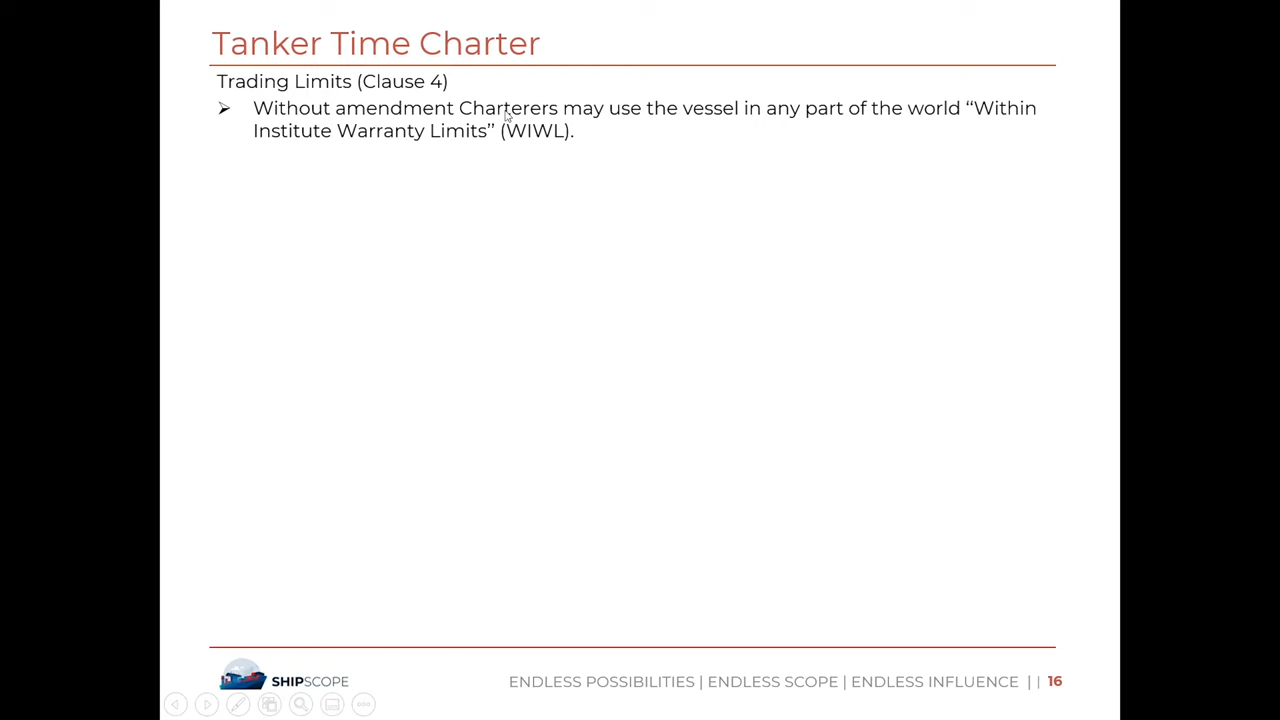 Tanker Time Charter
Trading Limits (Clause 4)
➢ Without amendment Charterers may use the vessel in any part of the world “Within
Institute Warranty Limits” (WIWL).
SHIPSCOPE
ENDLESS POSSIBILITIES | ENDLESS SCOPE | ENDLESS INFLUENCE | | 16